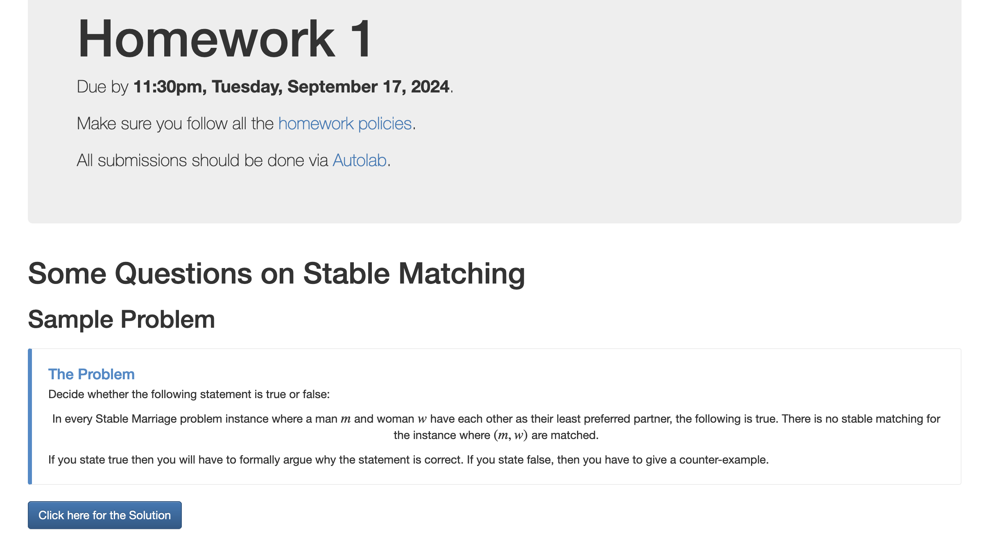 Homework 1
Due by 11:30pm, Tuesday, September 17, 2024.
Make sure you follow all the homework policies.
All submissions should be done via Autolab.
Some Questions on Stable Matching
Sample Problem
The Problem
Decide whether the following statement is true or false:
In every Stable Marriage problem instance where a man m and woman w have each other as their least preferred partner, the following is true. There is no stable matching for
the instance where (m, w) are matched.
If you state true then you will have to formally argue why the statement is correct. If you state false, then you have to give a counter-example.
Click here for the Solution